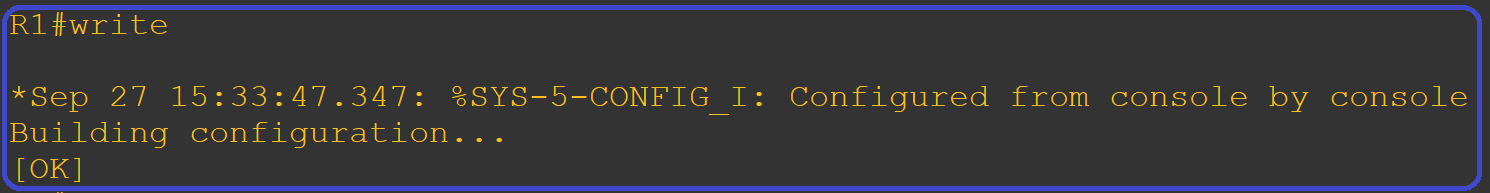 R1#write
*Sep 27 15:33:47.347: %SYS-5-CONFIG_I: Configured from console by console
Building configuration...
[OK]